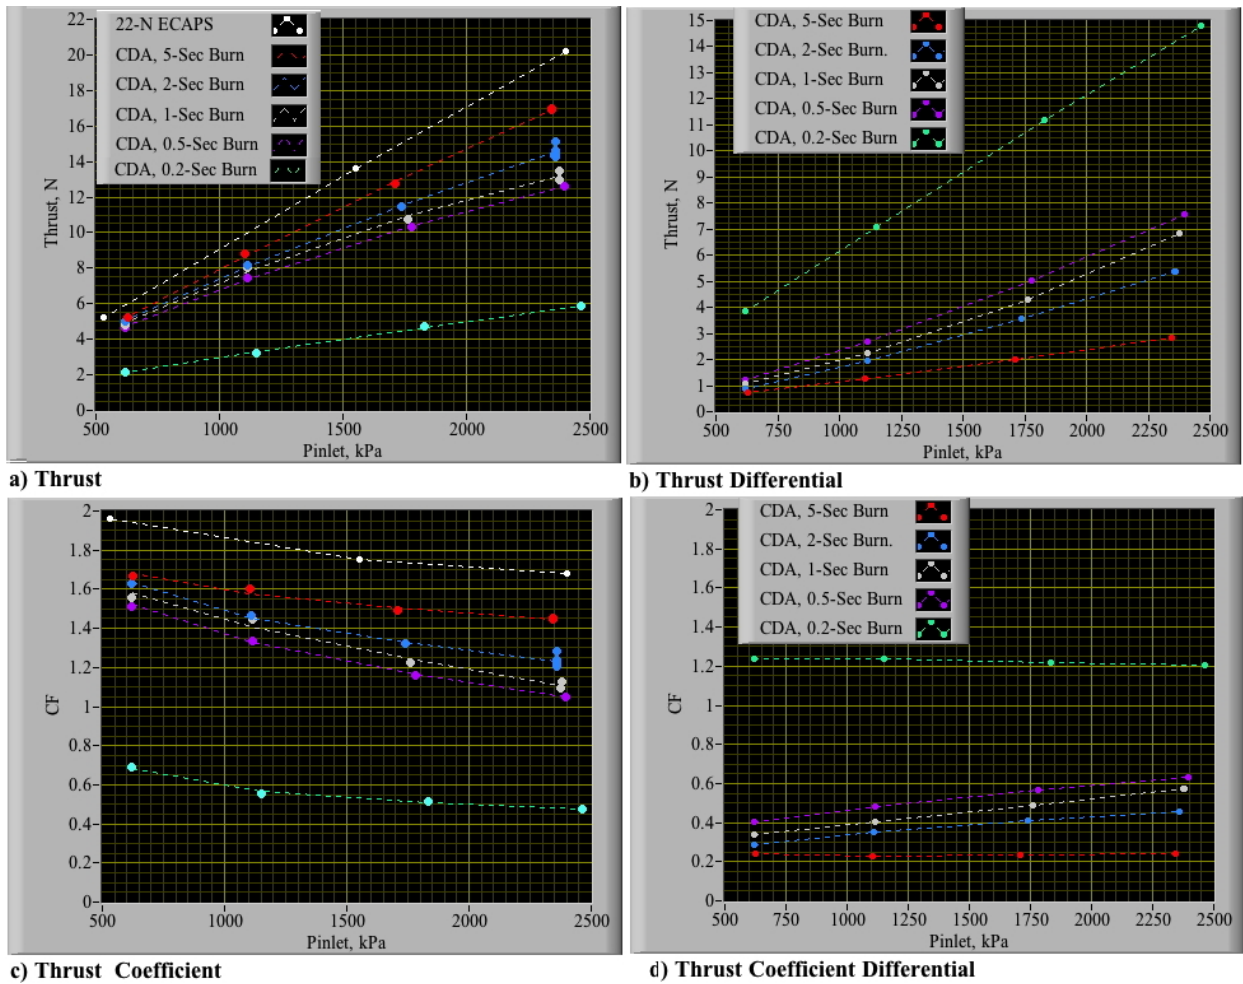 22
20
18
16
14
12
10
8
6
4
2
0
Thrust, N
22-N ECAPS
CDA, 5-Sec Burn
CDA, 2-Sec Burn
CDA, 1-Sec Burn
CDA, 0.5-Sec Burn
CDA, 0.2-Sec Burn
500 1000 1500 2000 2500
Pinlet, kPa
a) Thrust
15
14
13
12
11
10
9
8
7
6
5
4
3
2
1
0
Thrust, N
CDA, 5-Sec Burn
CDA, 2-Sec Burn.
CDA, 1-Sec Burn
CDA, 0.5-Sec Burn
CDA, 0.2-Sec Burn
500 750 1000 1250 1500 1750 2000 2250 2500
Pinlet, kPa
b) Thrust Differential
2
1.8
1.6
1.4
1.2
1
0.8
0.6
0.4
0.2
0
CF
500 1000 1500 2000 2500
Pinlet, kPa
c) Thrust Coefficient
2
1.8
1.6
1.4
1.2
1
0.8
0.6
0.4
0.2
0
CF
CDA, 5-Sec Burn
CDA, 2-Sec Burn.
CDA, 1-Sec Burn
CDA, 0.5-Sec Burn
CDA, 0.2-Sec Burn
500 750 1000 1250 1500 1750 2000 2250 2500
Pinlet, kPa
d) Thrust Coefficient Differential